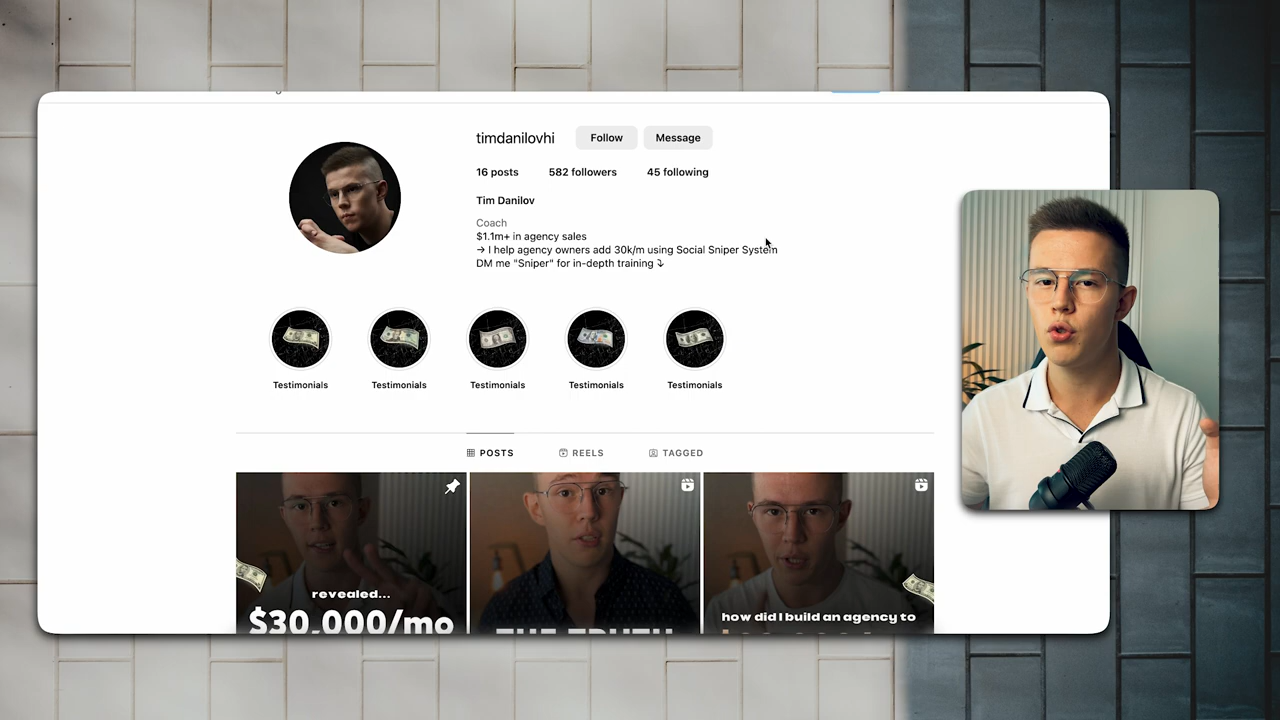 timdanilovhi Follow Message
16 posts 582 followers 45 following
Tim Danilov
Coach
$1.1m+ in agency sales
→ I help agency owners add 30k/m using Social Sniper System
DM me "Sniper" for in-depth training ⤵
Testimonials Testimonials Testimonials Testimonials Testimonials
POSTS REELS TAGGED
revealed...
$30,000/mo
THE TRUTH
how did I build an agency to